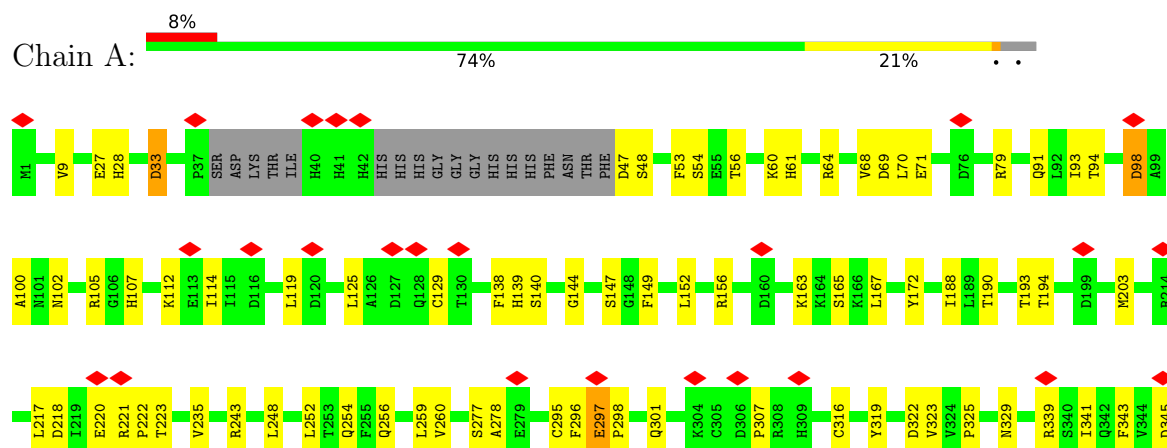 8%
Chain A:
74% 21% • •
M1 V9 E27 H28 D33 P37 SER ASP LYS THR ILE H40 H41 H42 HIS HIS HIS GLY GLY GLY HIS HIS HIS PHE ASN THR PHE D47 S48 F53 S54 E55 T56 K60 H61 R64 V68 D69 L70 E71 D76 R79 Q91 L92 I93 T94 D98 A99
A100 N101 N102 R105 G106 H107 K112 E113 I114 I115 D116 L119 D120 L125 A126 D127 Q128 C129 T130 F138 H139 S140 G144 S147 G148 F149 L152 R156 D160 K163 K164 S165 K166 L167 Y172 I188 L189 T190 T193 T194 D199 M203 R214
L217 D218 I219 E220 R221 P222 T223 V235 R243 L248 L252 T253 Q254 F255 Q256 L259 V260 S277 A278 E279 C295 F296 E297 P298 Q301 K304 C305 D306 P307 R308 H309 C316 Y319 D322 V323 V324 P325 N329 R339 S340 I341 Q342 F343 V344